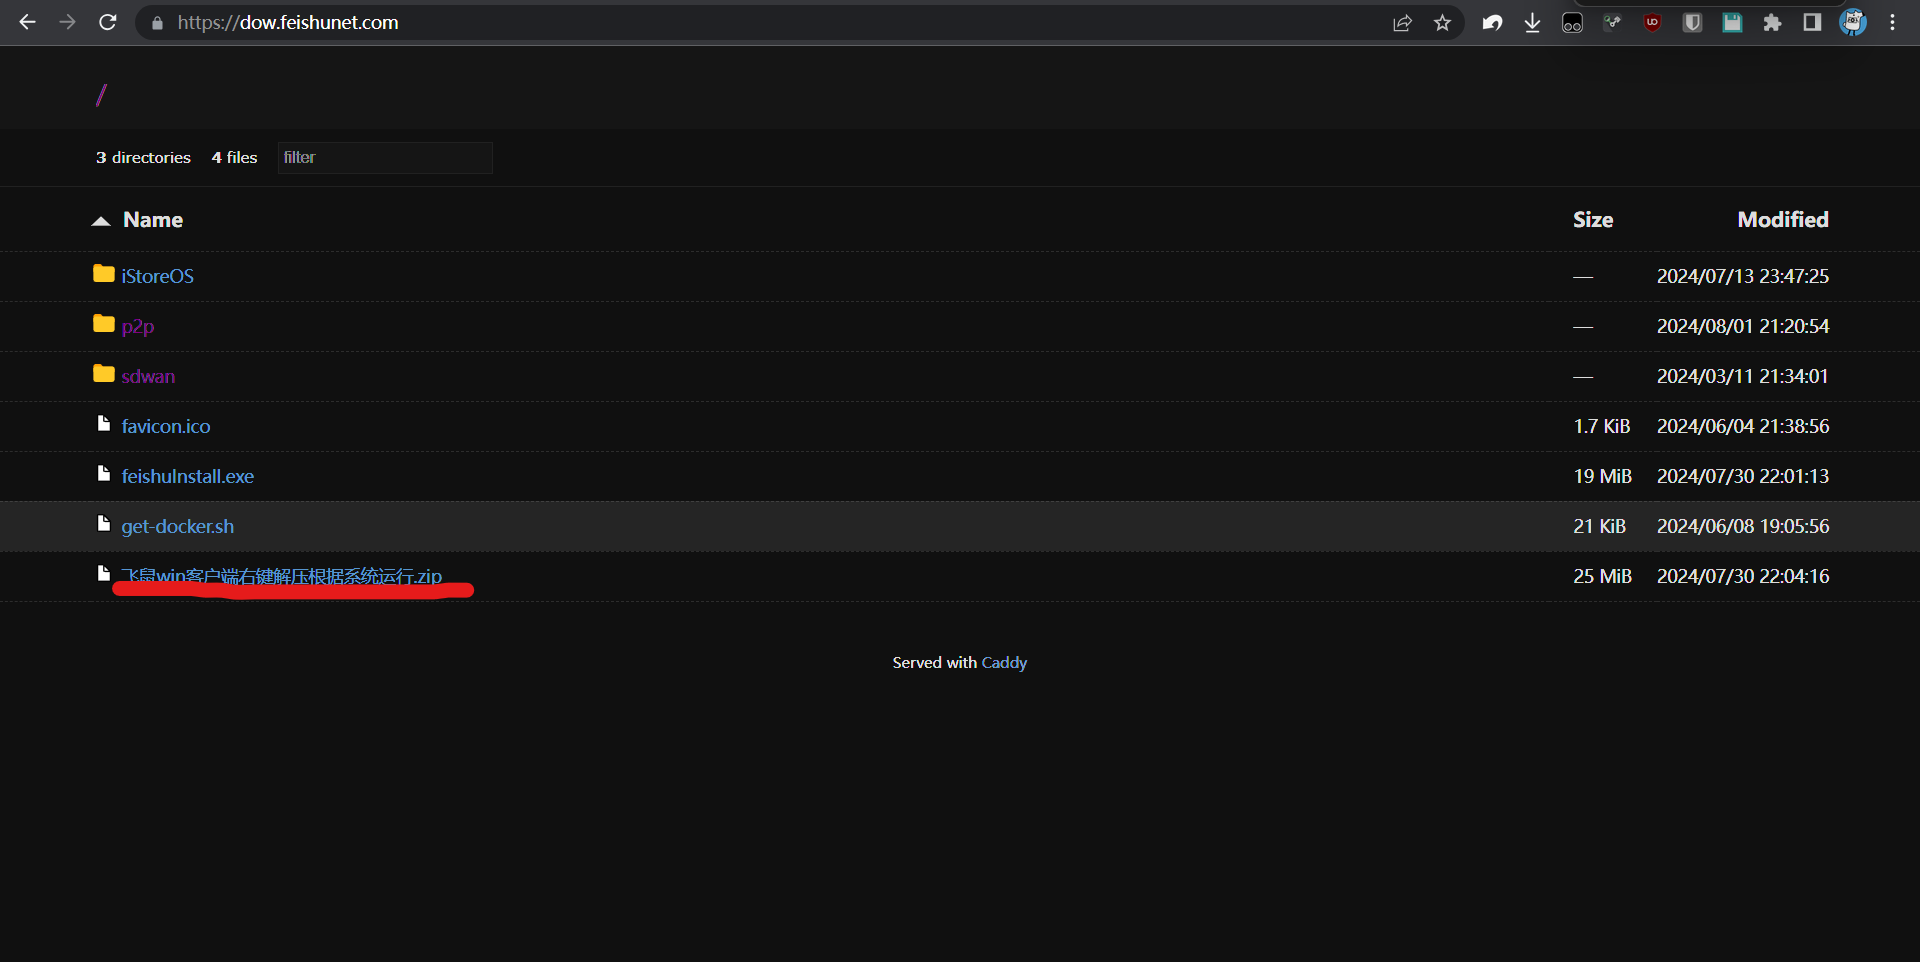 https://dow.feishunet.com
/
3 directories 4 files filter
Name Size Modified
iStoreOS — 2024/07/13 23:47:25
p2p — 2024/08/01 21:20:54
sdwan — 2024/03/11 21:34:01
favicon.ico 1.7 KiB 2024/06/04 21:38:56
feishuInstall.exe 19 MiB 2024/07/30 22:01:13
get-docker.sh 21 KiB 2024/06/08 19:05:56
飞鼠win客户端右键解压根据系统运行.zip 25 MiB 2024/07/30 22:04:16
Served with Caddy